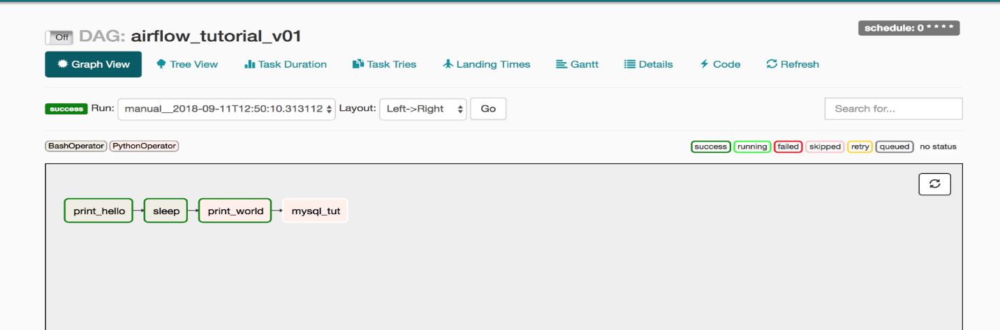 Off DAG: airflow_tutorial_v01 schedule: 0 * * * *
Graph View Tree View Task Duration Task Tries Landing Times Gantt Details Code Refresh
success Run: manual__2018-09-11T12:50:10.313112 Layout: Left->Right Go Search for...
BashOperator PythonOperator success running failed skipped retry queued no status
print_hello sleep print_world mysql_tut